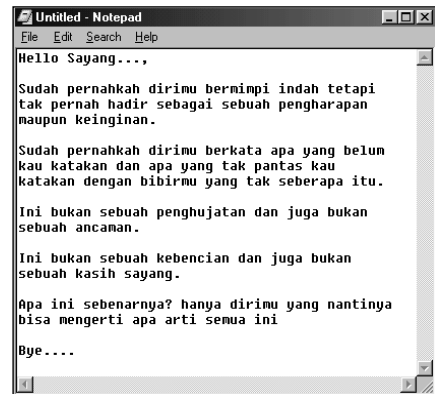 Untitled - Notepad
File Edit Search Help
Hello Sayang...,
Sudah pernahkah dirimu bermimpi indah tetapi
tak pernah hadir sebagai sebuah pengharapan
maupun keinginan.
Sudah pernahkah dirimu berkata apa yang belum
kau katakan dan apa yang tak pantas kau
katakan dengan bibirmu yang tak seberapa itu.
Ini bukan sebuah penghujatan dan juga bukan
sebuah ancaman.
Ini bukan sebuah kebencian dan juga bukan
sebuah kasih sayang.
Apa ini sebenarnya? hanya dirimu yang nantinya
bisa mengerti apa arti semua ini
Bye....